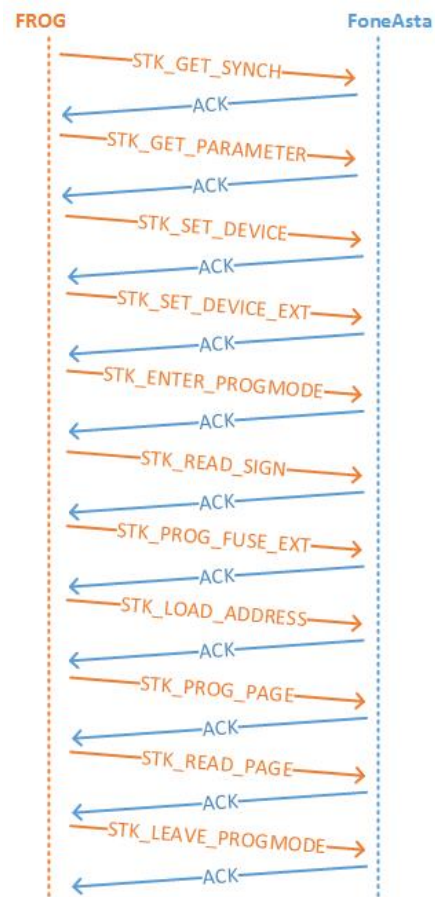 FROG
FoneAsta
STK_GET_SYNCH
ACK
STK_GET_PARAMETER
ACK
STK_SET_DEVICE
ACK
STK_SET_DEVICE_EXT
ACK
STK_ENTER_PROGMODE
ACK
STK_READ_SIGN
ACK
STK_PROG_FUSE_EXT
ACK
STK_LOAD_ADDRESS
ACK
STK_PROG_PAGE
ACK
STK_READ_PAGE
ACK
STK_LEAVE_PROGMODE
ACK